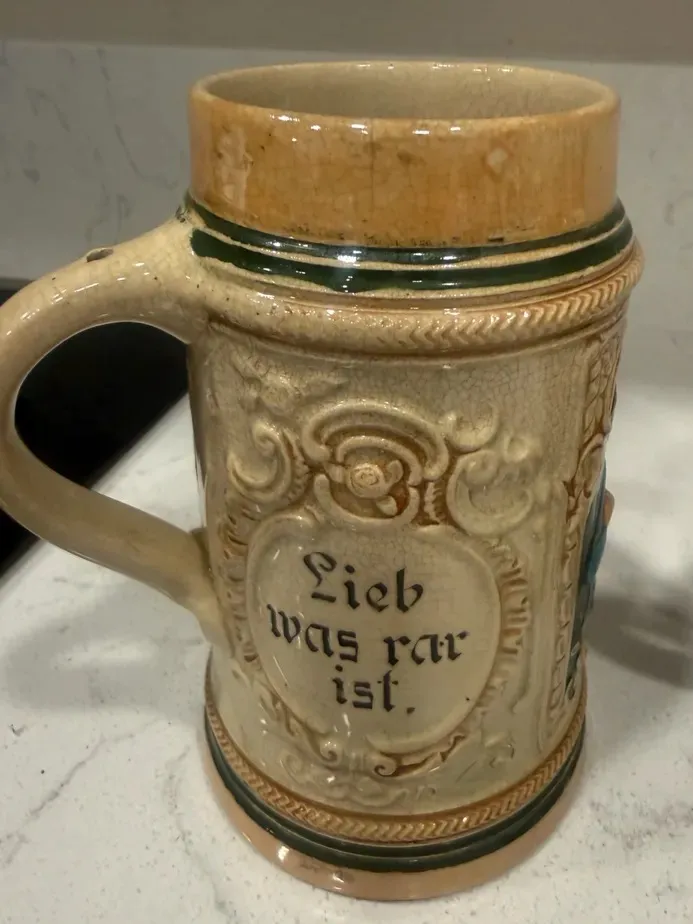 Lieb
was rar
ist.